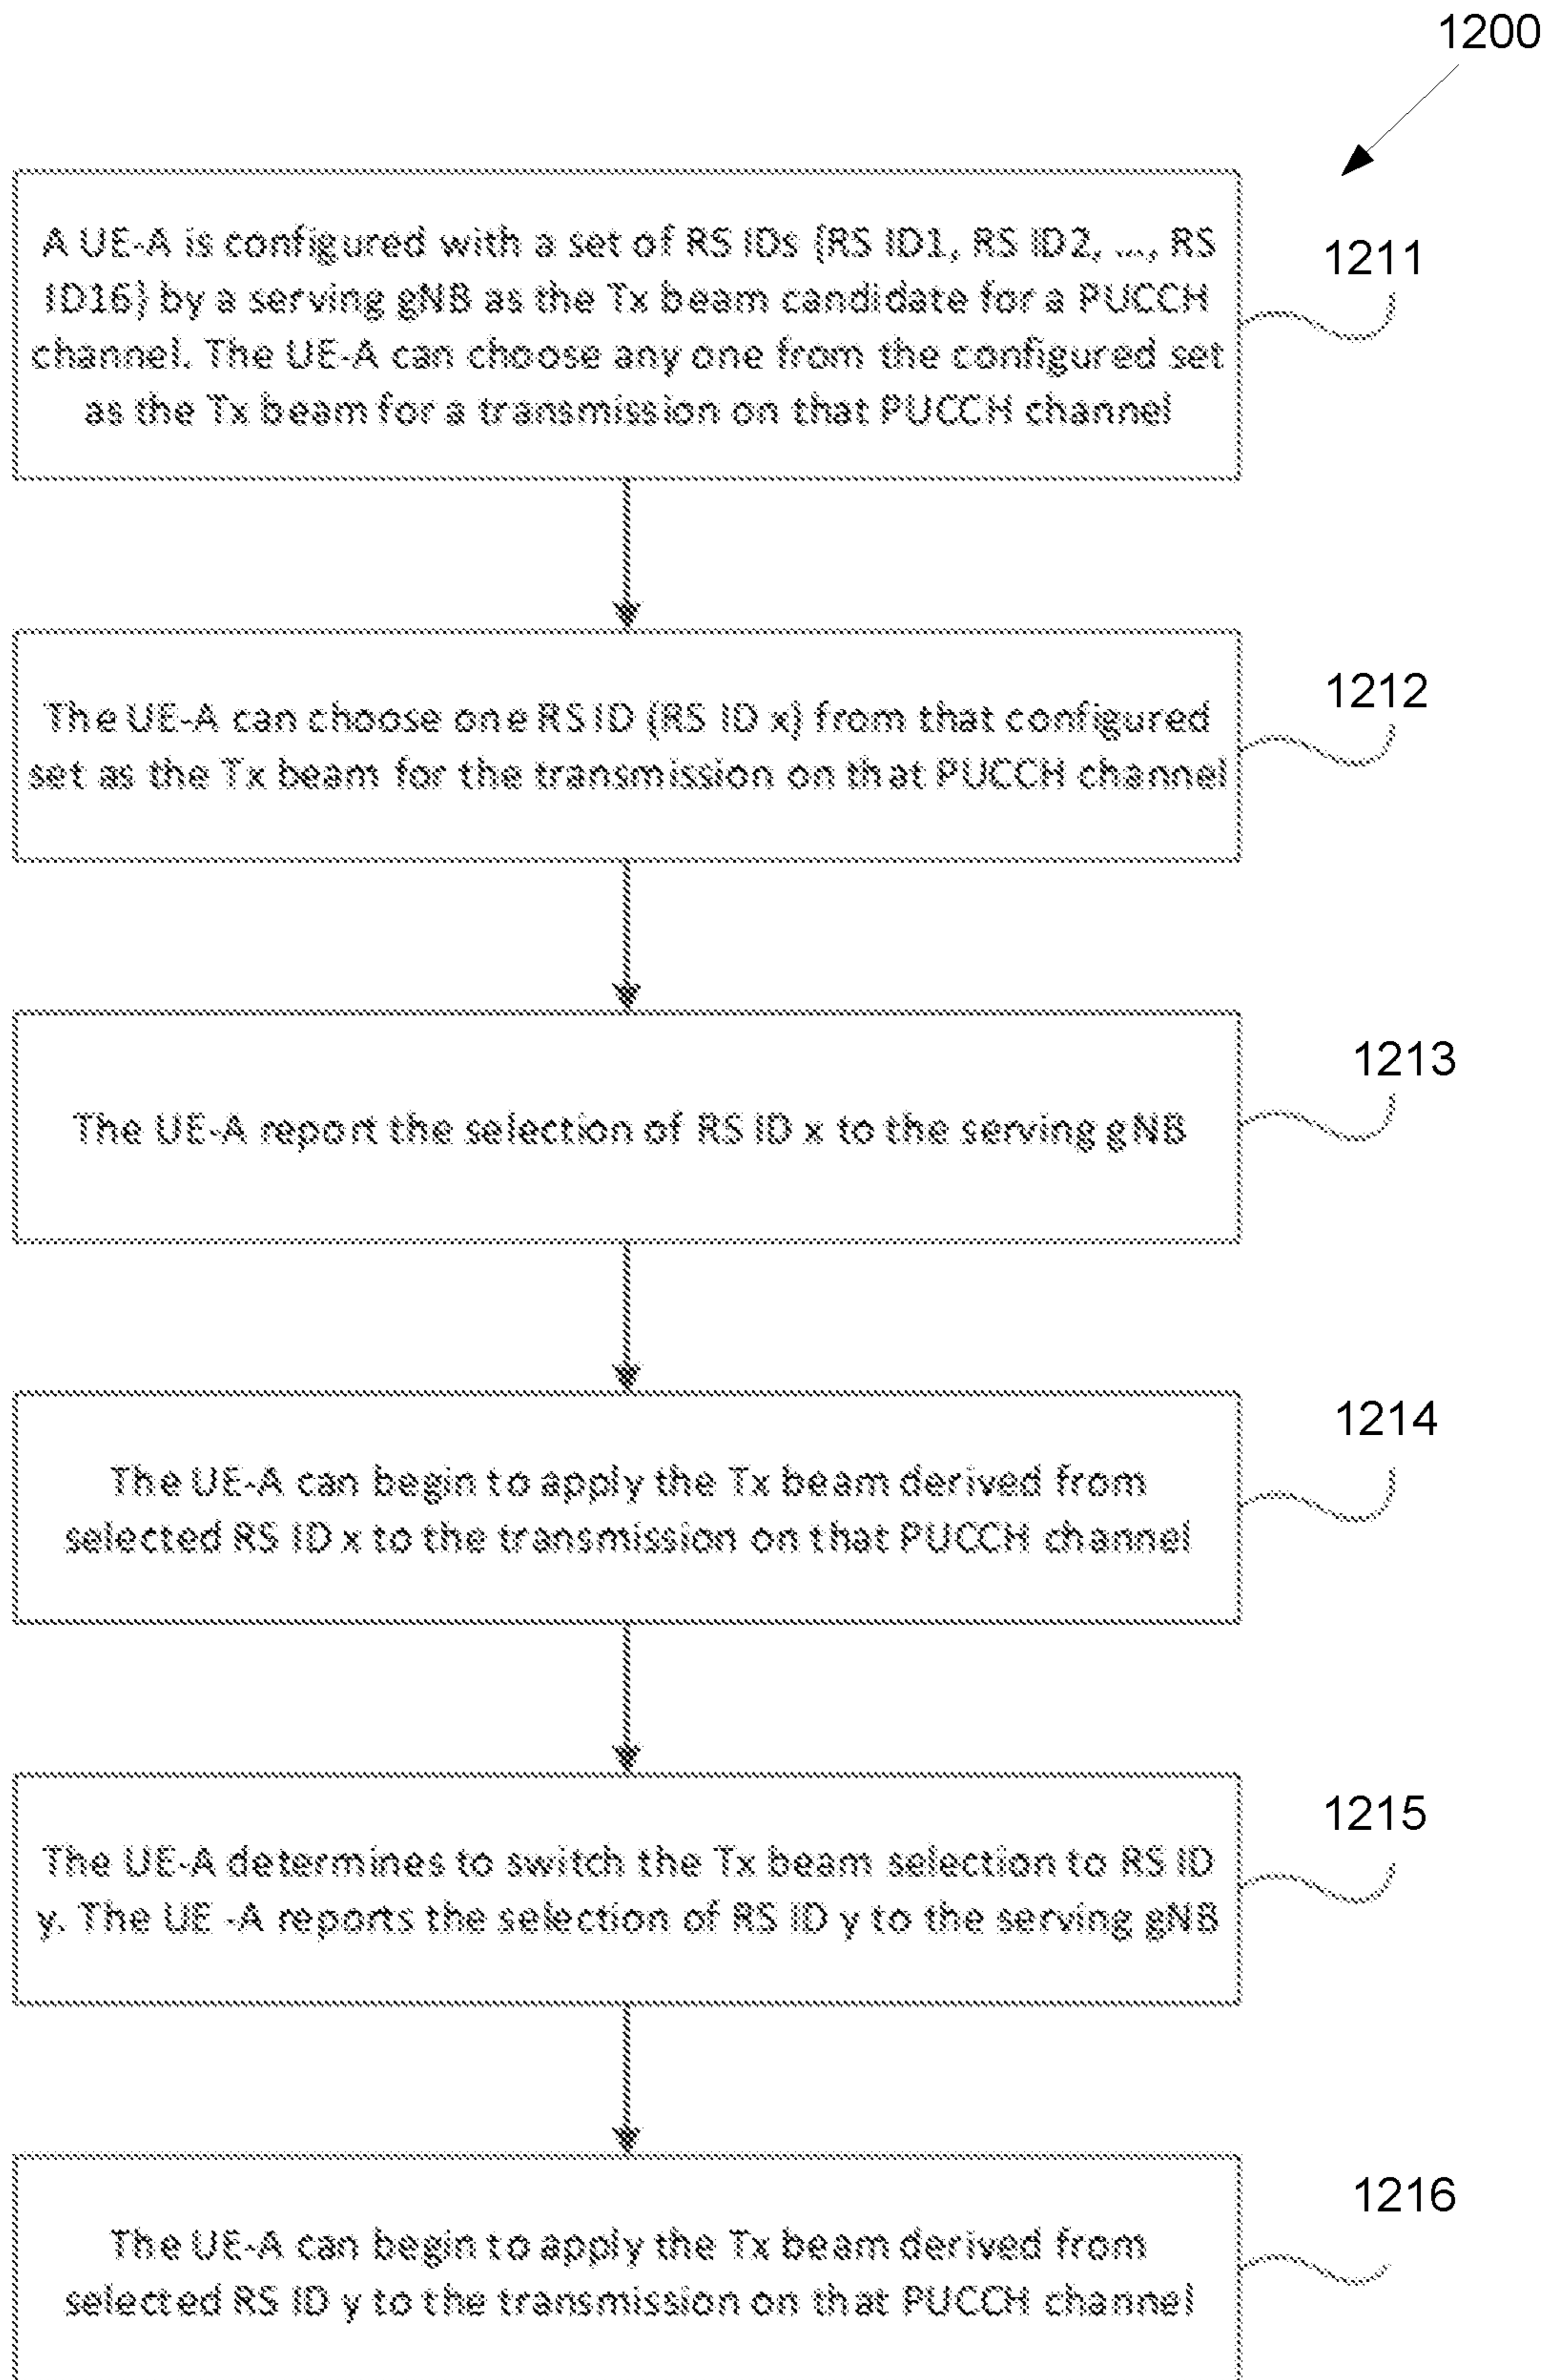 1200
A UE-A is configured with a set of RS IDs {RS ID1, RS ID2, ..., RS
ID16} by a serving gNB as the Tx beam candidate for a PUCCH
channel. The UE-A can choose any one from the configured set
as the Tx beam for a transmission on that PUCCH channel
1211
The UE-A can choose one RS ID (RS ID x) from that configured
set as the Tx beam for the transmission on that PUCCH channel
1212
The UE-A report the selection of RS ID x to the serving gNB
1213
The UE-A can begin to apply the Tx beam derived from
selected RS ID x to the transmission on that PUCCH channel
1214
The UE-A determines to switch the Tx beam selection to RS ID
y. The UE -A reports the selection of RS ID y to the serving gNB
1215
The UE-A can begin to apply the Tx beam derived from
selected RS ID y to the transmission on that PUCCH channel
1216